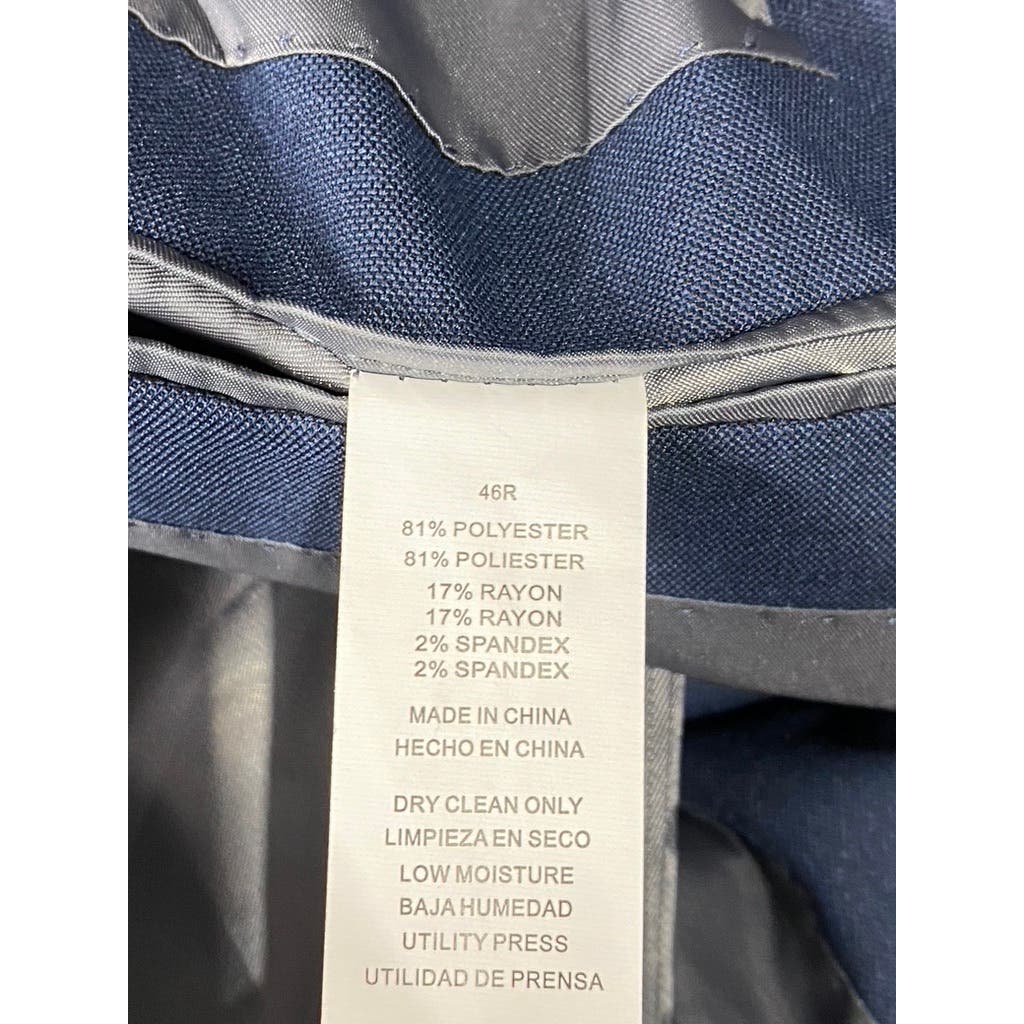 46R
81% POLYESTER
81% POLIESTER
17% RAYON
17% RAYON
2% SPANDEX
2% SPANDEX
MADE IN CHINA
HECHO EN CHINA
DRY CLEAN ONLY
LIMPIEZA EN SECO
LOW MOISTURE
BAJA HUMEDAD
UTILITY PRESS
UTILIDAD DE PRENSA